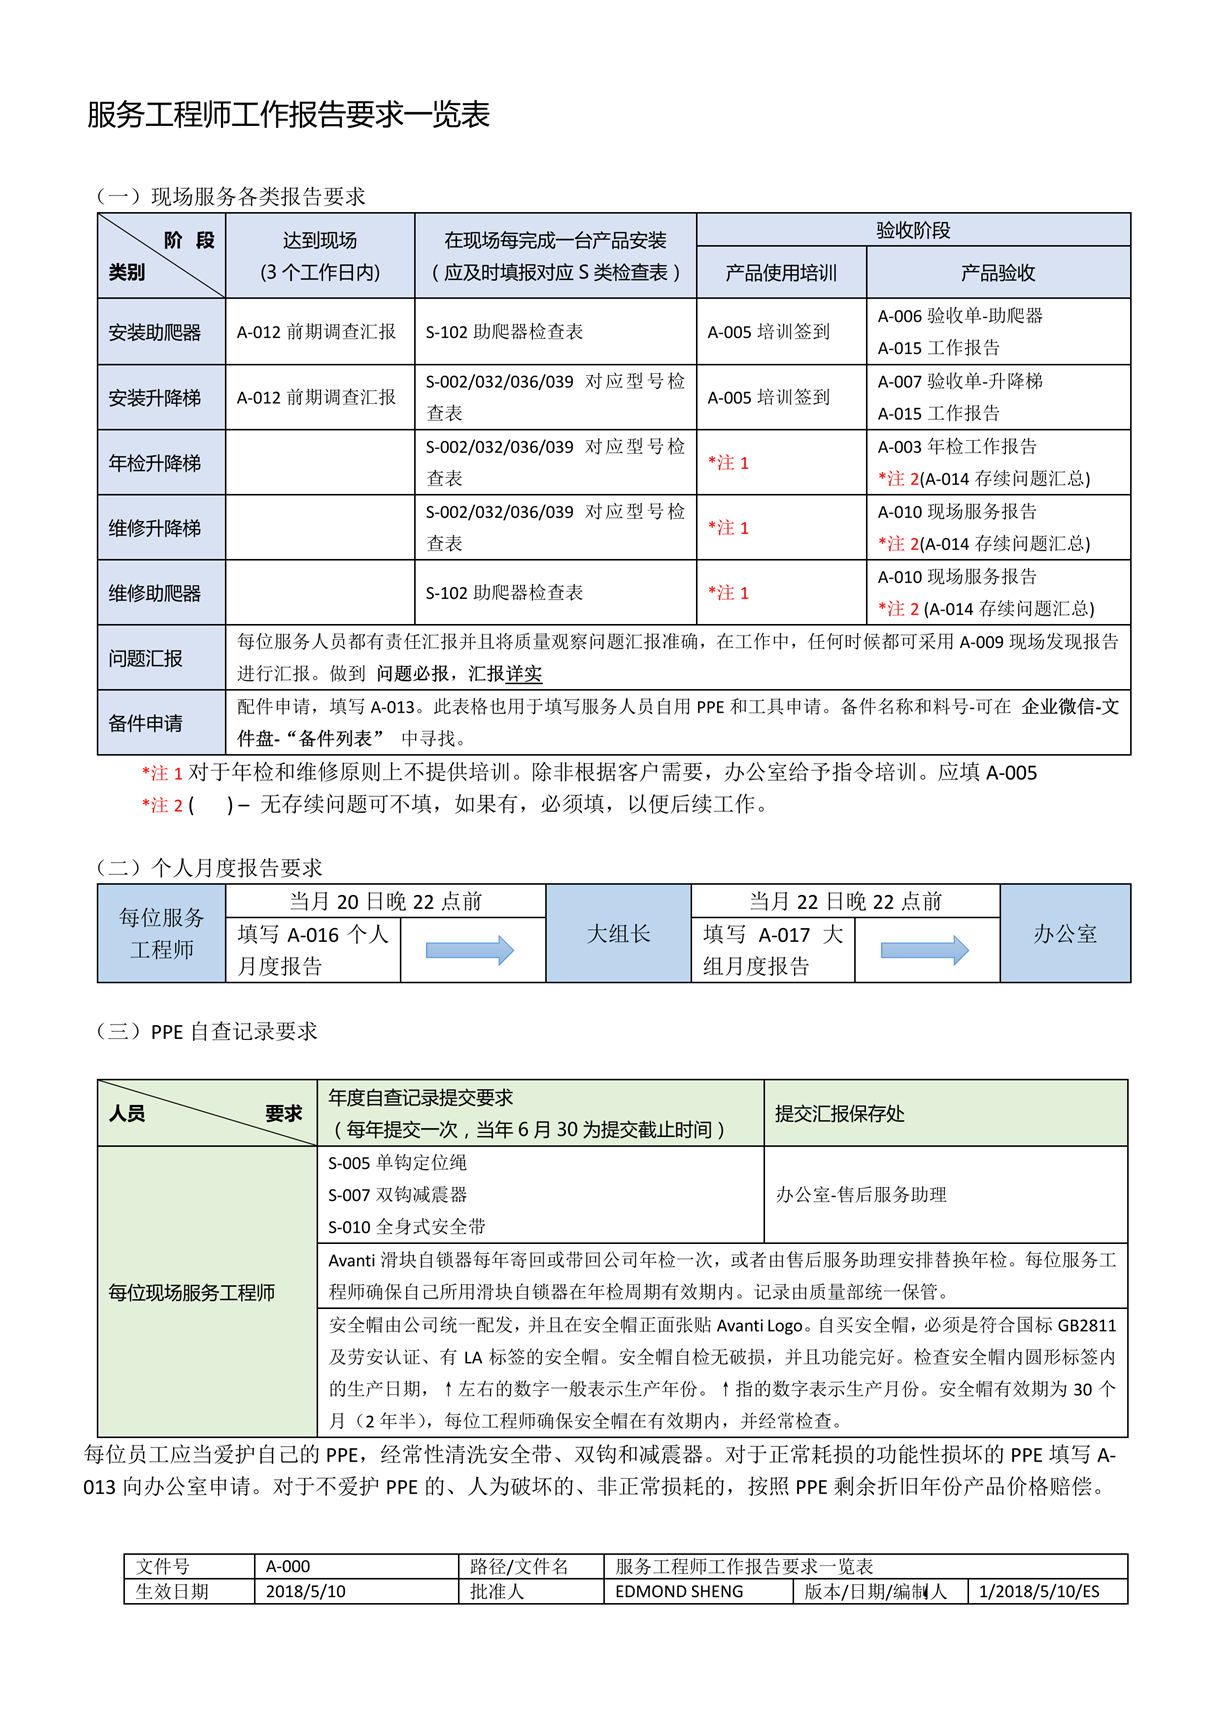 服务工程师工作报告要求一览表
（一）现场服务各类报告要求
阶 段
类别
达到现场
(3 个工作日内)
在现场每完成一台产品安装
（应及时填报对应 S 类检查表）
验收阶段
产品使用培训
产品验收
安装助爬器
A-012 前期调查汇报
S-102 助爬器检查表
A-005 培训签到
A-006 验收单-助爬器
A-015 工作报告
安装升降梯
A-012 前期调查汇报
S-002/032/036/039 对应型号检
查表
A-005 培训签到
A-007 验收单-升降梯
A-015 工作报告
年检升降梯
S-002/032/036/039 对应型号检
查表
*注 1
A-003 年检工作报告
*注 2(A-014 存续问题汇总)
维修升降梯
S-002/032/036/039 对应型号检
查表
*注 1
A-010 现场服务报告
*注 2(A-014 存续问题汇总)
维修助爬器
S-102 助爬器检查表
*注 1
A-010 现场服务报告
*注 2 (A-014 存续问题汇总)
问题汇报
每位服务人员都有责任汇报并且将质量观察问题汇报准确，在工作中，任何时候都可采用 A-009 现场发现报告
进行汇报。做到 问题必报，汇报详实
备件申请
配件申请，填写 A-013。此表格也用于填写服务人员自用 PPE 和工具申请。备件名称和料号-可在 企业微信-文
件盘-“备件列表” 中寻找。
*注 1 对于年检和维修原则上不提供培训。除非根据客户需要，办公室给予指令培训。应填 A-005
*注 2 ( ) – 无存续问题可不填，如果有，必须填，以便后续工作。
（二）个人月度报告要求
每位服务
工程师
当月 20 日晚 22 点前
填写 A-016 个人
月度报告
大组长
当月 22 日晚 22 点前
填写 A-017 大
组月度报告
办公室
（三）PPE 自查记录要求
人员 要求
年度自查记录提交要求
（每年提交一次，当年 6 月 30 为提交截止时间）
提交汇报保存处
每位现场服务工程师
S-005 单钩定位绳
S-007 双钩减震器
S-010 全身式安全带
办公室-售后服务助理
Avanti 滑块自锁器每年寄回或带回公司年检一次，或者由售后服务助理安排替换年检。每位服务工
程师确保自己所用滑块自锁器在年检周期有效期内。记录由质量部统一保管。
安全帽由公司统一配发，并且在安全帽正面张贴 Avanti Logo。自买安全帽，必须是符合国标 GB2811
及劳安认证、有 LA 标签的安全帽。安全帽自检无破损，并且功能完好。检查安全帽内圆形标签内
的生产日期，↑左右的数字一般表示生产年份。↑指的数字表示生产月份。安全帽有效期为 30 个
月（2 年半），每位工程师确保安全帽在有效期内，并经常检查。
每位员工应当爱护自己的 PPE，经常性清洗安全带、双钩和减震器。对于正常耗损的功能性损坏的 PPE 填写 A-
013 向办公室申请。对于不爱护 PPE 的、人为破坏的、非正常损耗的，按照 PPE 剩余折旧年份产品价格赔偿。
文件号
A-000
路径/文件名
服务工程师工作报告要求一览表
生效日期
2018/5/10
批准人
EDMOND SHENG
版本/日期/编制人
1/2018/5/10/ES